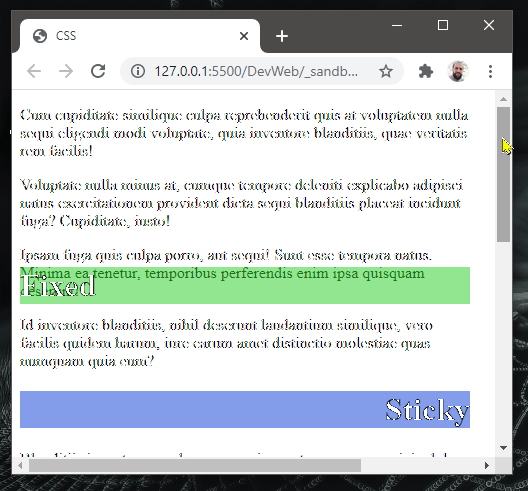 CSS
127.0.0.1:5500/DevWeb/_sandb...
Cum cupiditate similique culpa reprehenderit quis at voluptatem nulla
sequi eligendi modi voluptate, quia inventore blanditiis, quae veritatis
rem facilis!
Voluptate nulla minus at, cumque tempore deleniti explicabo adipisci
natus exercitationem provident dicta sequi blanditiis placeat incidunt
fuga? Cupiditate, iusto!
Ipsam fuga quis culpa porro, aut sequi! Sunt esse tempora natus.
Minima ea tenetur, temporibus perferendis enim ipsa quisquam
Fixed
Id inventore blanditiis, nihil deserunt laudantium similique, vero
facilis quidem harum, iure earum amet distinctio molestiae quas
numquam quia eum?
Sticky